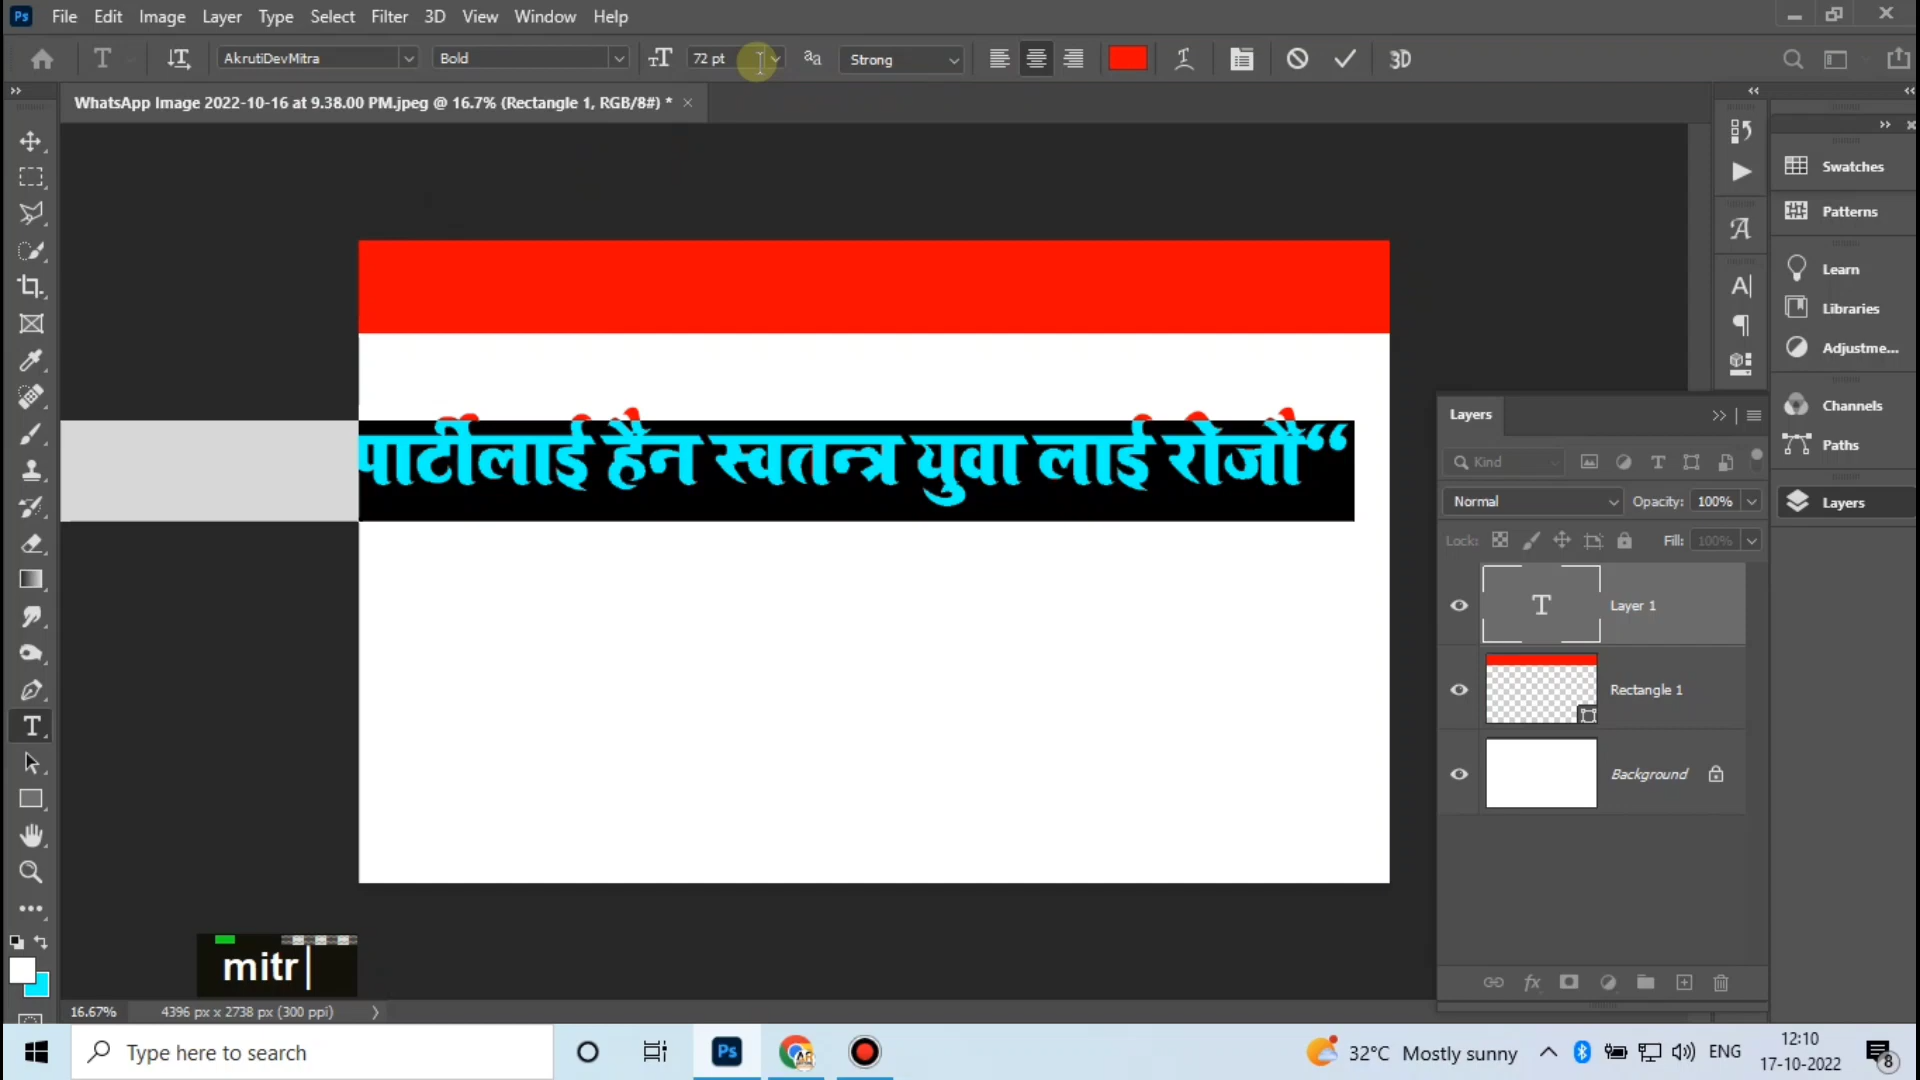 Ps File Edit Image Layer Type Select Filter 3D View Window Help
T AkrutiDevMitra Bold 72 pt Strong 3D
WhatsApp Image 2022-10-16 at 9.38.00 PM.jpeg @ 16.7% (Rectangle 1, RGB/8#) * ×
Swatches
Patterns
Learn
Libraries
Adjustme...
Channels
Paths
Layers
पार्टीलाई हैन स्वतन्त्र युवा लाई रोजौ“
Layers
Kind
Normal Opacity: 100%
Lock: Fill: 100%
T Layer 1
Rectangle 1
Background
mitr
16.67% 4396 px x 2738 px (300 ppi)
Type here to search
Ps
32°C Mostly sunny
ENG
12:10
17-10-2022
8